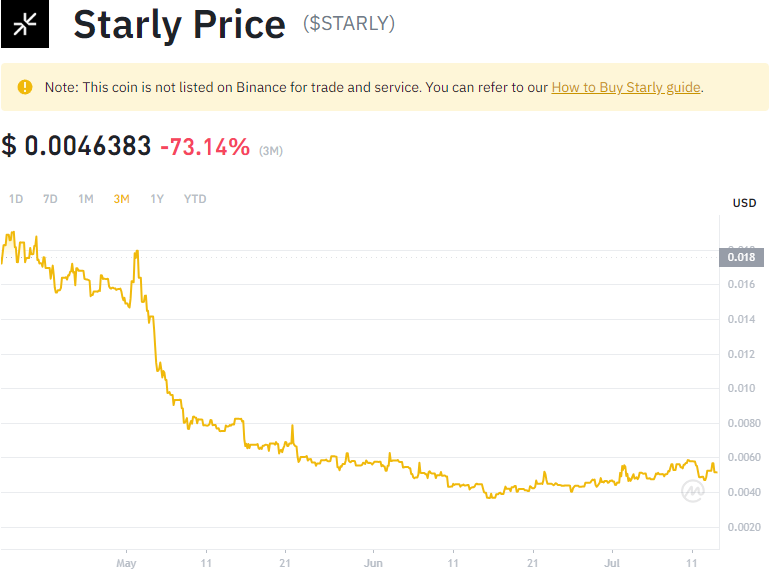 Starly Price ($STARLY)
Note: This coin is not listed on Binance for trade and service. You can refer to our How to Buy Starly guide.
$ 0.0046383 -73.14% (3M)
1D 7D 1M 3M 1Y YTD
USD
0.018
0.016
0.014
0.012
0.010
0.0080
0.0060
0.0040
0.0020
May 11 21 Jun 11 21 Jul 11